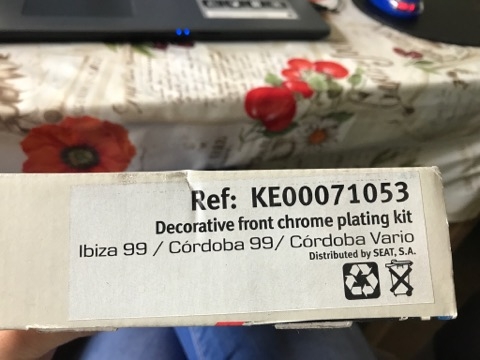 Ref: KE00071053
Decorative front chrome plating kit
Ibiza 99 / Córdoba 99/ Córdoba Vario
Distributed by SEAT, S.A.